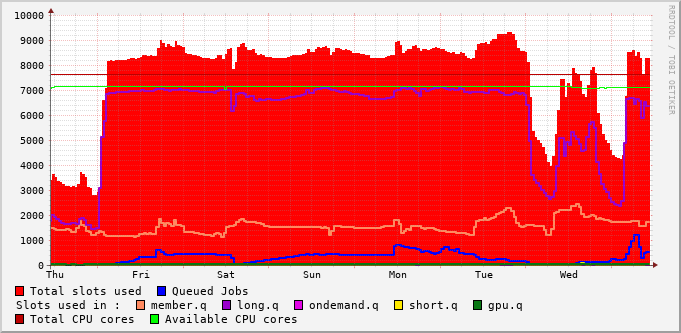 10000
9000
8000
7000
6000
5000
4000
3000
2000
1000
0
Thu Fri Sat Sun Mon Tue Wed
RRDTOOL / TOBI OETIKER
Total slots used Queued Jobs
Slots used in : member.q long.q ondemand.q short.q gpu.q
Total CPU cores Available CPU cores